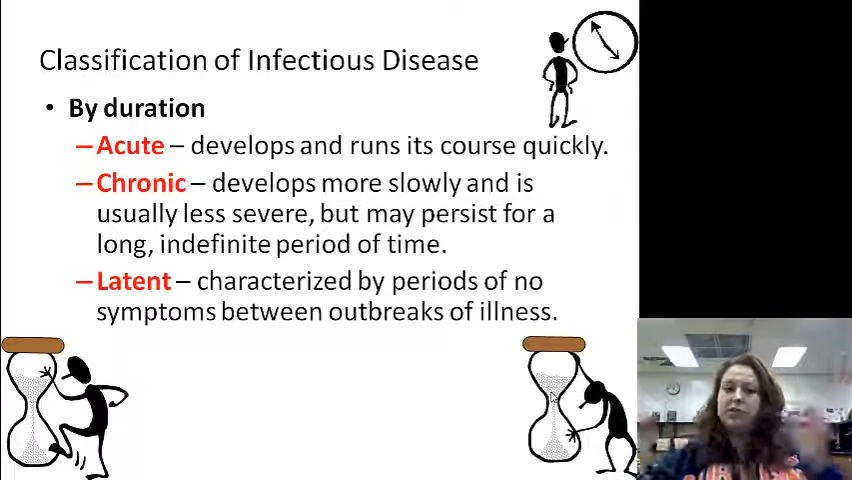 Classification of Infectious Disease
• By duration
– Acute – develops and runs its course quickly.
– Chronic – develops more slowly and is
usually less severe, but may persist for a
long, indefinite period of time.
– Latent – characterized by periods of no
symptoms between outbreaks of illness.